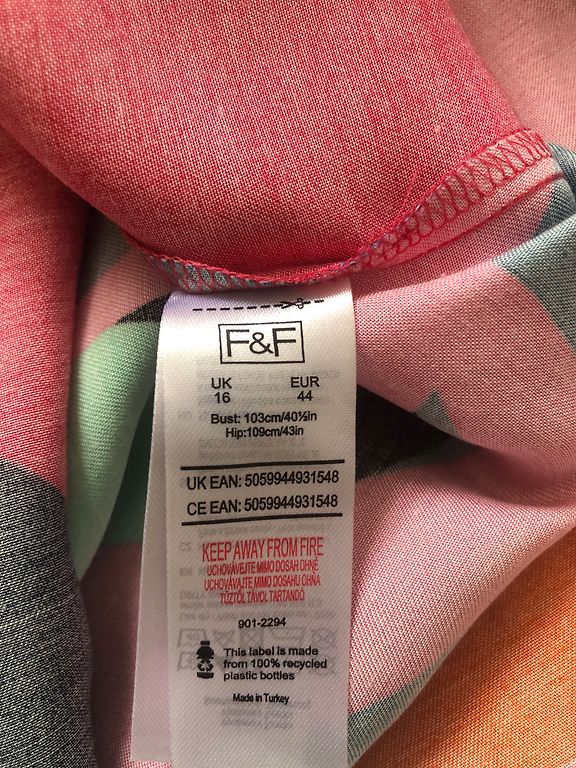 F&F
UK EUR
16 44
Bust: 103cm/40½in
Hip:109cm/43in
UK EAN: 5059944931548
CE EAN: 5059944931548
KEEP AWAY FROM FIRE
UCHOVÁVEJTE MIMO DOSAH OHNĚ
UCHOVÁVAJTE MIMO DOSAHU OHŇA
TŰZTŐL TÁVOL TARTANDÓ
901-2294
This label is made
from 100% recycled
plastic bottles
Made in Turkey